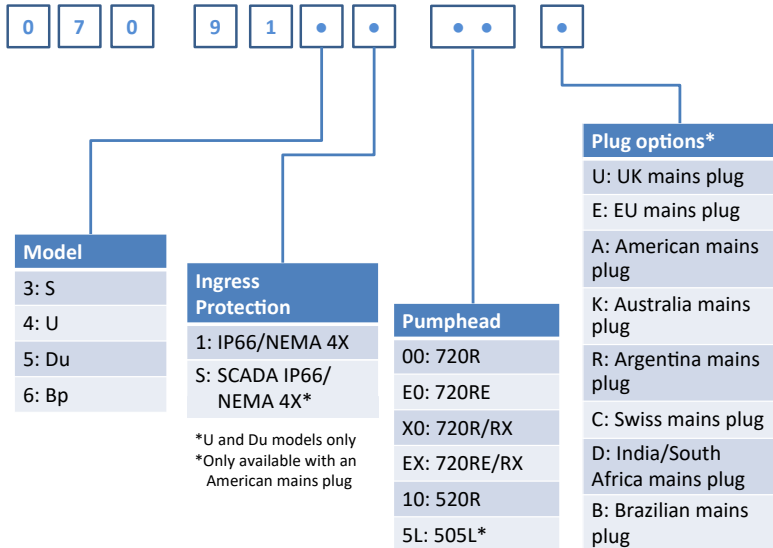 0 7 0 9 1 • • • • •
Plug options*
U: UK mains plug
E: EU mains plug
A: American mains
plug
K: Australia mains
plug
R: Argentina mains
plug
C: Swiss mains plug
D: India/South
Africa mains plug
B: Brazilian mains
plug
Model
3: S
4: U
5: Du
6: Bp
Ingress
Protection
1: IP66/NEMA 4X
S: SCADA IP66/
NEMA 4X*
*U and Du models only
*Only available with an
American mains plug
Pumphead
00: 720R
E0: 720RE
X0: 720R/RX
EX: 720RE/RX
10: 520R
5L: 505L*